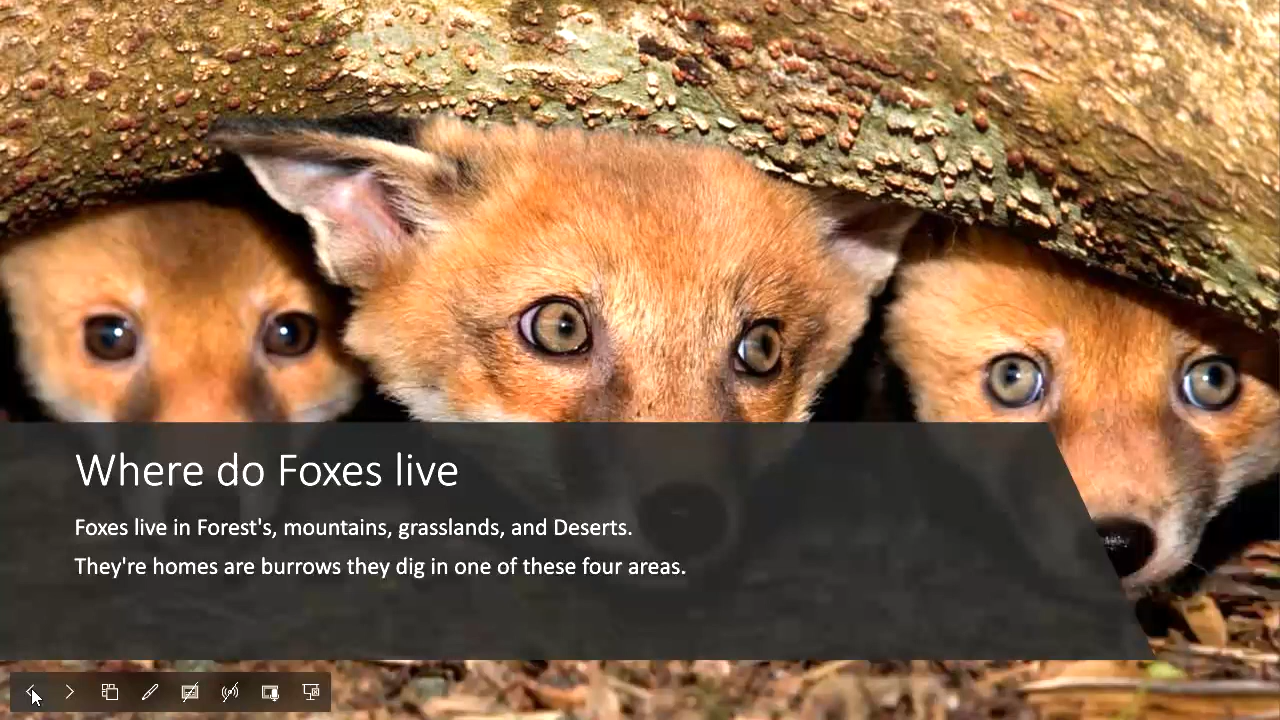 Where do Foxes live
Foxes live in Forest's, mountains, grasslands, and Deserts.
They're homes are burrows they dig in one of these four areas.